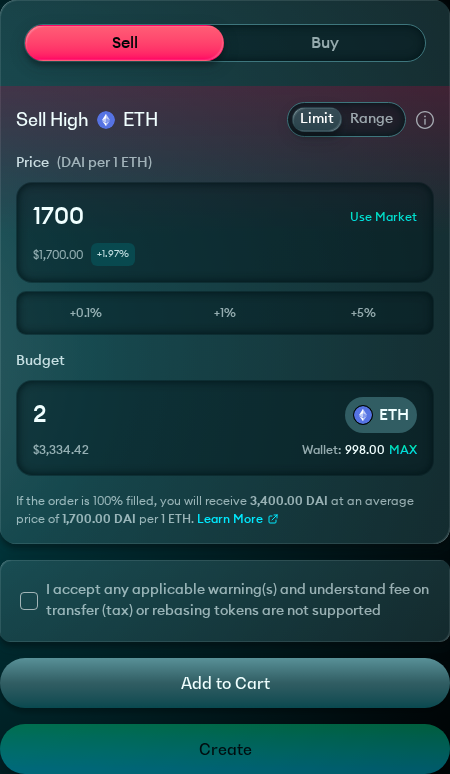 Sell Buy
Sell High ETH Limit Range
Price (DAI per 1 ETH)
1700 Use Market
$1,700.00 +1.97%
+0.1% +1% +5%
Budget
2 ETH
$3,334.42 Wallet: 998.00 MAX
If the order is 100% filled, you will receive 3,400.00 DAI at an average
price of 1,700.00 DAI per 1 ETH. Learn More
I accept any applicable warning(s) and understand fee on
transfer (tax) or rebasing tokens are not supported
Add to Cart
Create